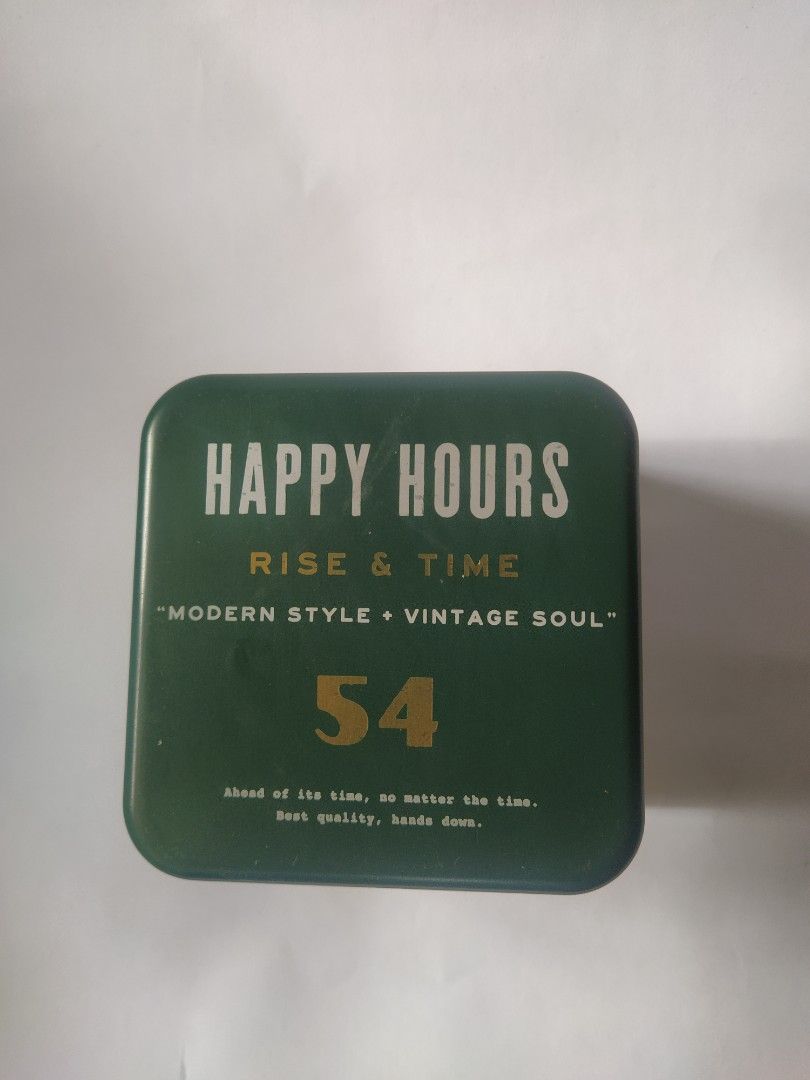 HAPPY HOURS
RISE & TIME
"MODERN STYLE + VINTAGE SOUL"
54
Ahead of its time, no matter the time.
Best quality, hands down.